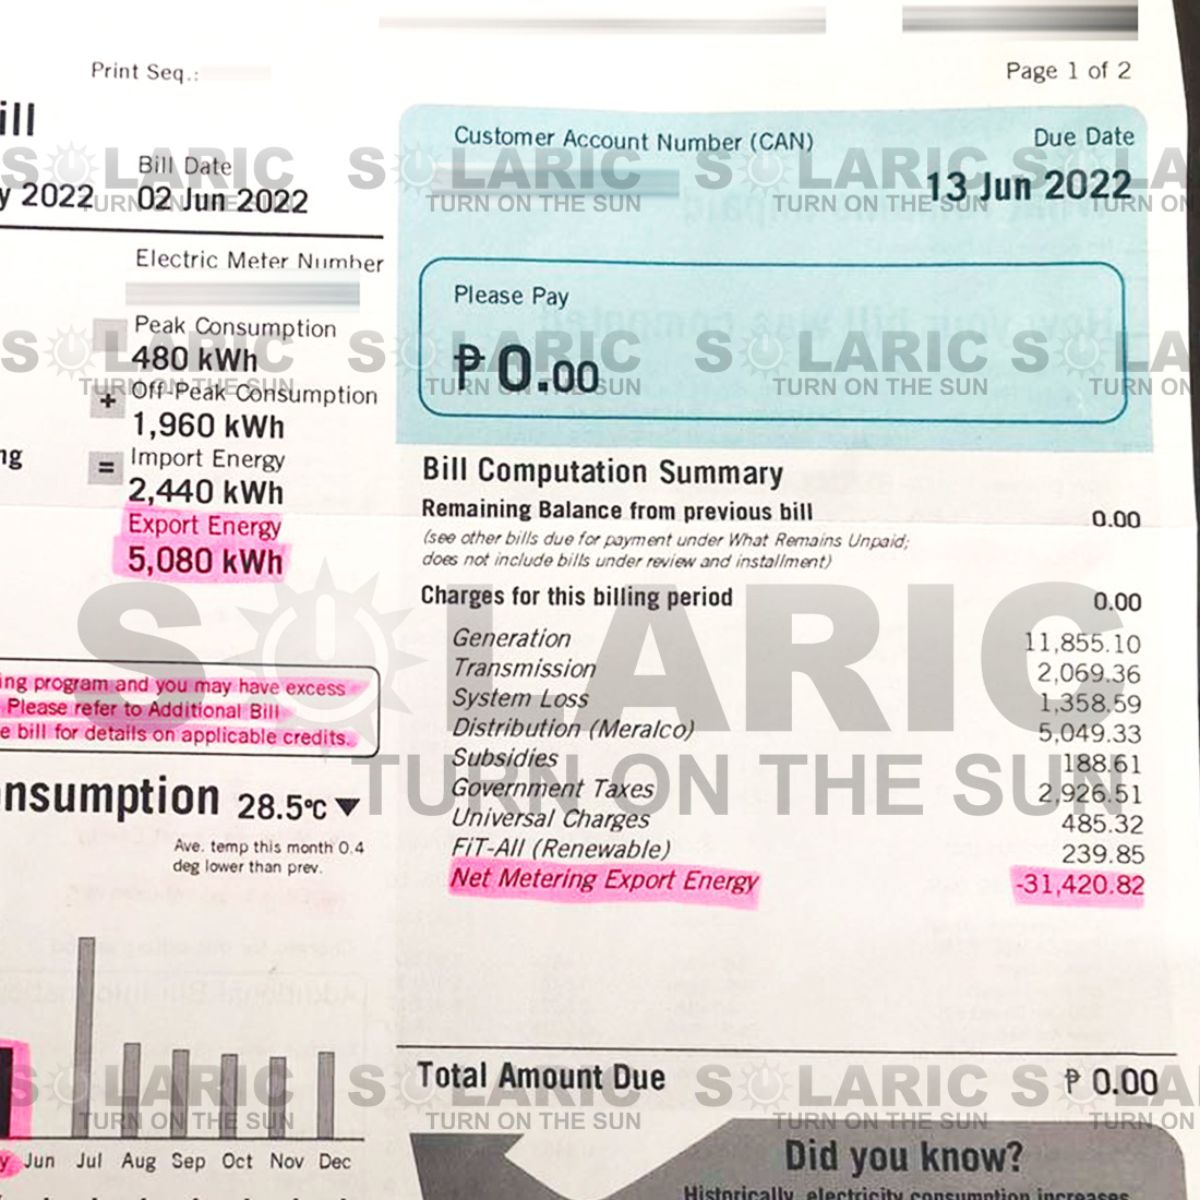 Print Seq.:
Page 1 of 2
ill
Bill Date
y 2022
02 Jun 2022
Electric Meter Number
Peak Consumption
480 kWh
+ Off-Peak Consumption
1,960 kWh
ng
= Import Energy
2,440 kWh
Export Energy
5,080 kWh
ing program and you may have excess
Please refer to Additional Bill
e bill for details on applicable credits.
nsumption 28.5°C ▼
Ave. temp this month 0.4
deg lower than prev.
y Jun Jul Aug Sep Oct Nov Dec
Customer Account Number (CAN)
Due Date
13 Jun 2022
Please Pay
₱ 0.00
Bill Computation Summary
Remaining Balance from previous bill 0.00
(see other bills due for payment under What Remains Unpaid;
does not include bills under review and installment)
Charges for this billing period 0.00
Generation 11,855.10
Transmission 2,069.36
System Loss 1,358.59
Distribution (Meralco) 5,049.33
Subsidies 188.61
Government Taxes 2,926.51
Universal Charges 485.32
FiT-All (Renewable) 239.85
Net Metering Export Energy -31,420.82
Total Amount Due ₱ 0.00
Did you know?
Historically, electricity consumption increases
SOLARIC
TURN ON THE SUN